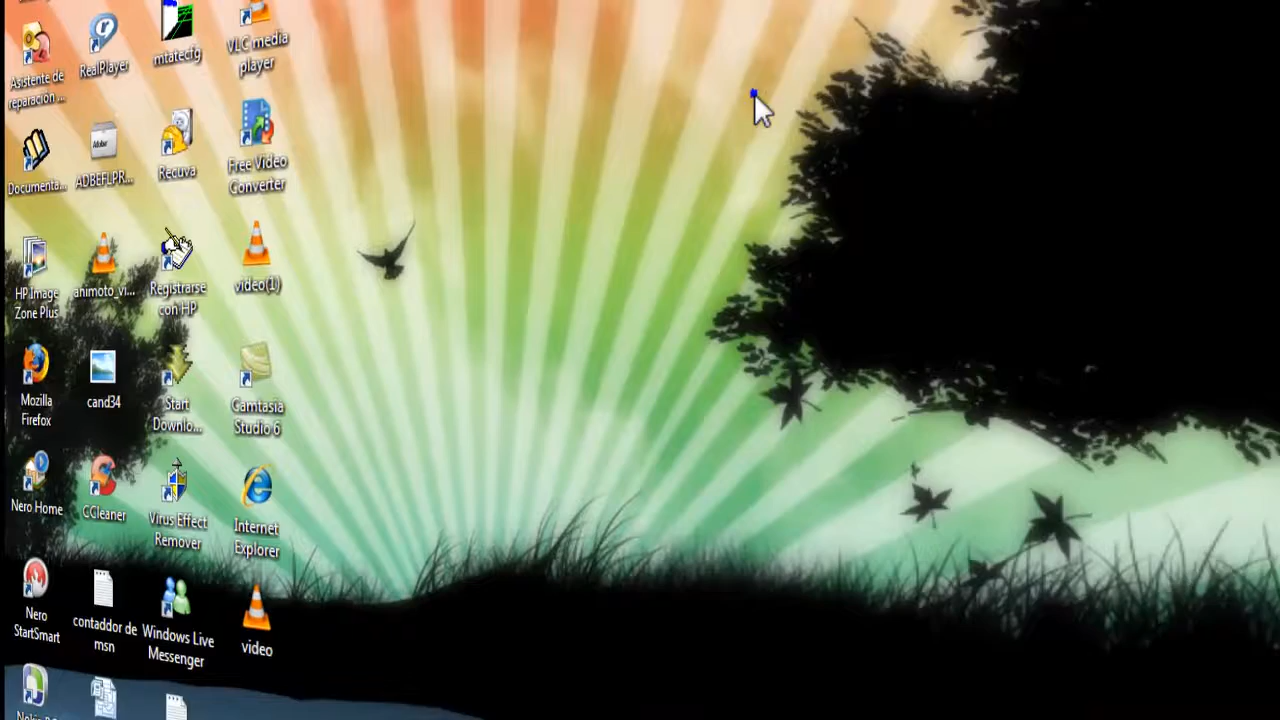 Asistente de
reparación ...
RealPlayer
mtatecfg
VLC media
player
Documenta...
ADBEFLPR...
Adobe
Recuva
Free Video
Converter
HP Image
Zone Plus
animoto_vi...
Registrarse
con HP
video(1)
Mozilla
Firefox
cand34
Start
Downlo...
Camtasia
Studio 6
Nero Home
CCleaner
Virus Effect
Remover
Internet
Explorer
Nero
StartSmart
contaddor de
msn
Windows Live
Messenger
video